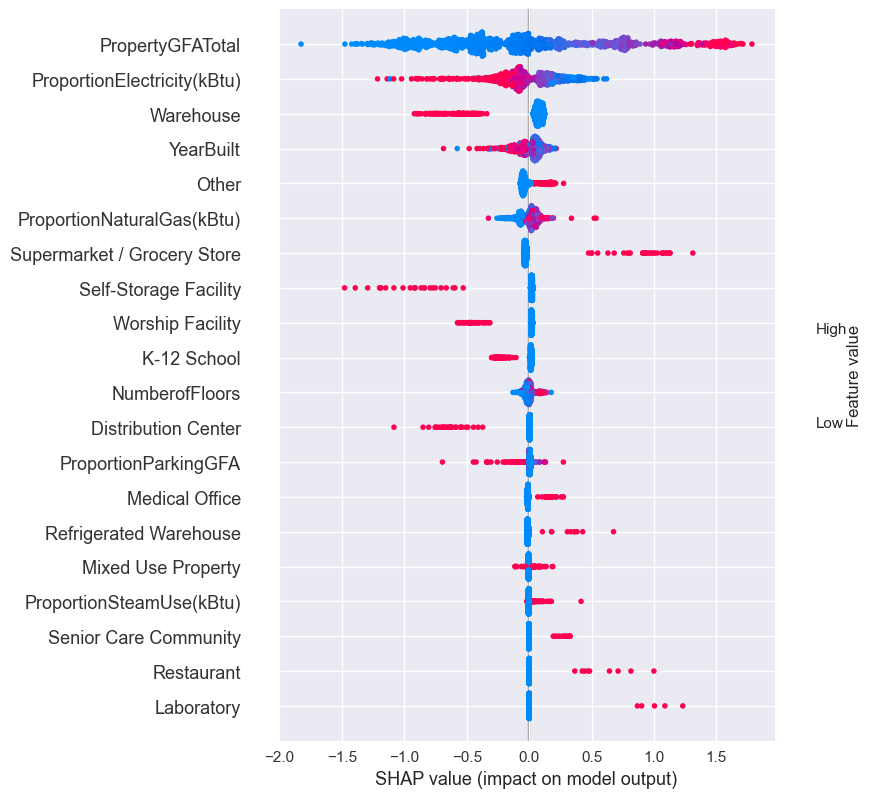 PropertyGFATotal
ProportionElectricity(kBtu)
Warehouse
YearBuilt
Other
ProportionNaturalGas(kBtu)
Supermarket / Grocery Store
Self-Storage Facility
Worship Facility
K-12 School
NumberofFloors
Distribution Center
ProportionParkingGFA
Medical Office
Refrigerated Warehouse
Mixed Use Property
ProportionSteamUse(kBtu)
Senior Care Community
Restaurant
Laboratory
−2.0 −1.5 −1.0 −0.5 0.0 0.5 1.0 1.5
SHAP value (impact on model output)
High
Low
Feature value